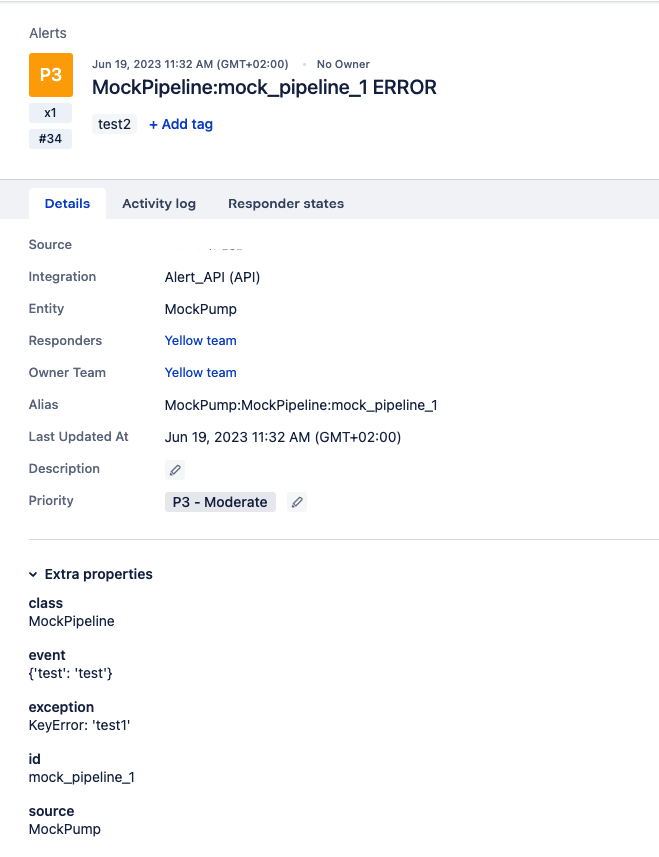 Alerts
P3
Jun 19, 2023 11:32 AM (GMT+02:00) • No Owner
MockPipeline:mock_pipeline_1 ERROR
x1
#34
test2 + Add tag
Details Activity log Responder states
Source
Integration Alert_API (API)
Entity MockPump
Responders Yellow team
Owner Team Yellow team
Alias MockPump:MockPipeline:mock_pipeline_1
Last Updated At Jun 19, 2023 11:32 AM (GMT+02:00)
Description
Priority P3 - Moderate
Extra properties
class
MockPipeline
event
{'test': 'test'}
exception
KeyError: 'test1'
id
mock_pipeline_1
source
MockPump